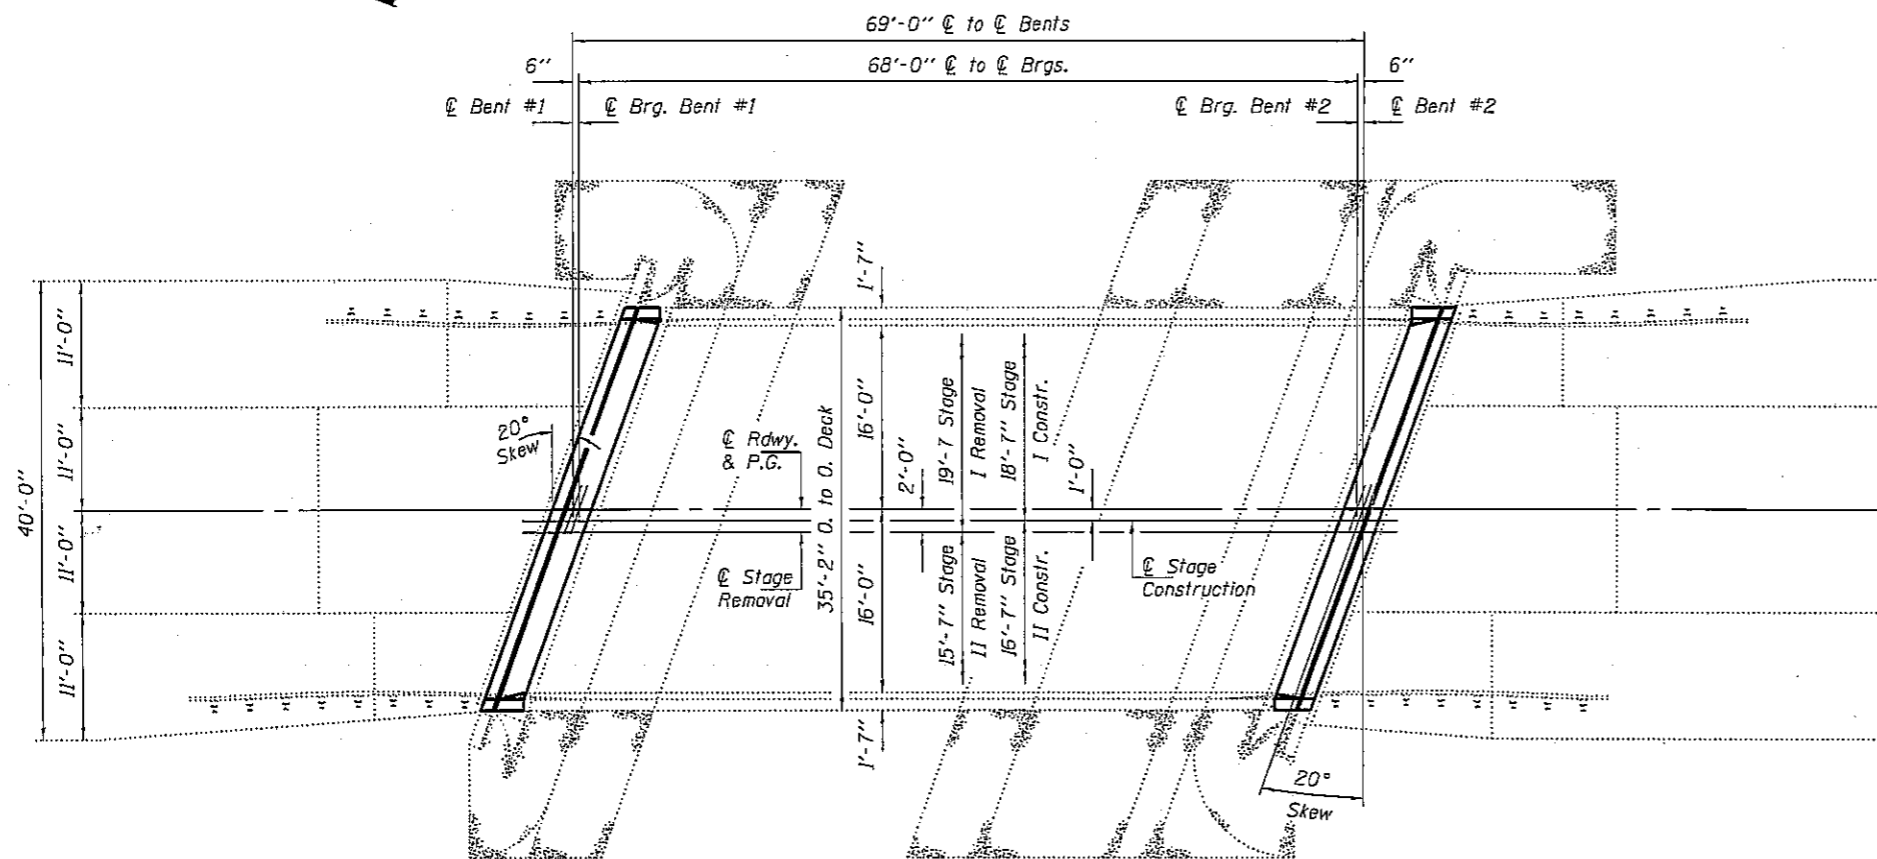 69'-0" ℄ to ℄ Bents
6"
68'-0" ℄ to ℄ Brgs.
6"
℄ Bent #1
℄ Brg. Bent #1
℄ Brg. Bent #2
℄ Bent #2
1'-7"
11'-0"
11'-0"
11'-0"
11'-0"
40'-0"
20°
Skew
℄ Rdwy.
& P.G.
35'-2" O. to O. Deck
16'-0"
2'-0"
19'-7 Stage
I Removal
18'-7" Stage
I Constr.
1'-0"
℄ Stage
Removal
16'-0"
15'-7" Stage
II Removal
16'-7" Stage
II Constr.
℄ Stage
Construction
1'-7"
20°
Skew